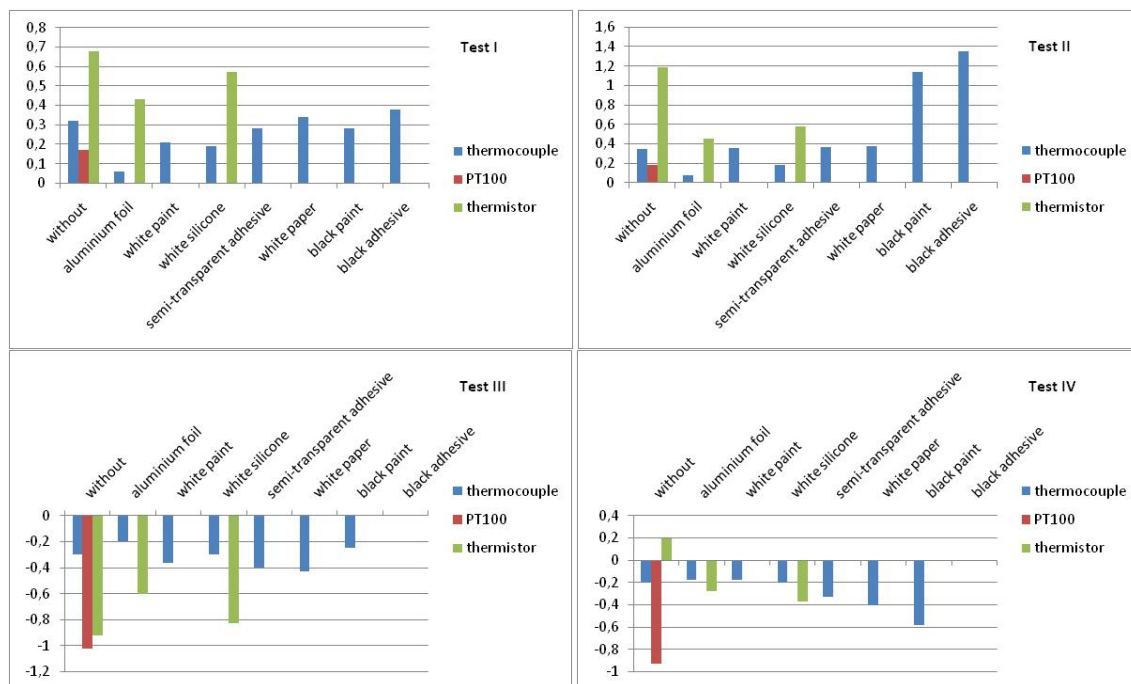 Test I
0,8
0,7
0,6
0,5
0,4
0,3
0,2
0,1
0
without
aluminium foil
white paint
white silicone
semi-transparent adhesive
white paper
black paint
black adhesive
thermocouple
PT100
thermistor
Test II
1,6
1,4
1,2
1
0,8
0,6
0,4
0,2
0
without
aluminium foil
white paint
white silicone
semi-transparent adhesive
white paper
black paint
black adhesive
thermocouple
PT100
thermistor
Test III
without
aluminium foil
white paint
white silicone
semi-transparent adhesive
white paper
black paint
black adhesive
0
-0,2
-0,4
-0,6
-0,8
-1
-1,2
thermocouple
PT100
thermistor
Test IV
without
aluminium foil
white paint
white silicone
semi-transparent adhesive
white paper
black paint
black adhesive
0,4
0,2
0
-0,2
-0,4
-0,6
-0,8
-1
thermocouple
PT100
thermistor